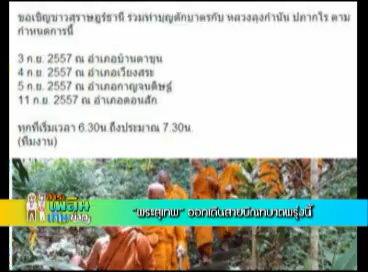 ขอเชิญชาวสุราษฎร์ธานี ร่วมทำบุญตักบาตรกับ หลวงลุงกำนัน ปภากโร ตาม
กำหนดการนี้
3 ก.ย. 2557 ณ อำเภอบ้านตาขุน
4 ก.ย. 2557 ณ อำเภอเวียงสระ
5 ก.ย. 2557 ณ อำเภอกาญจนดิษฐ์
11 ก.ย. 2557 ณ อำเภอดอนสัก
ทุกที่เริ่มเวลา 6.30น.ถึงประมาณ 7.30น.
(ทีมงาน)
"พระสุเทพ" ออกเดินสายบิณฑบาตพรุ่งนี้